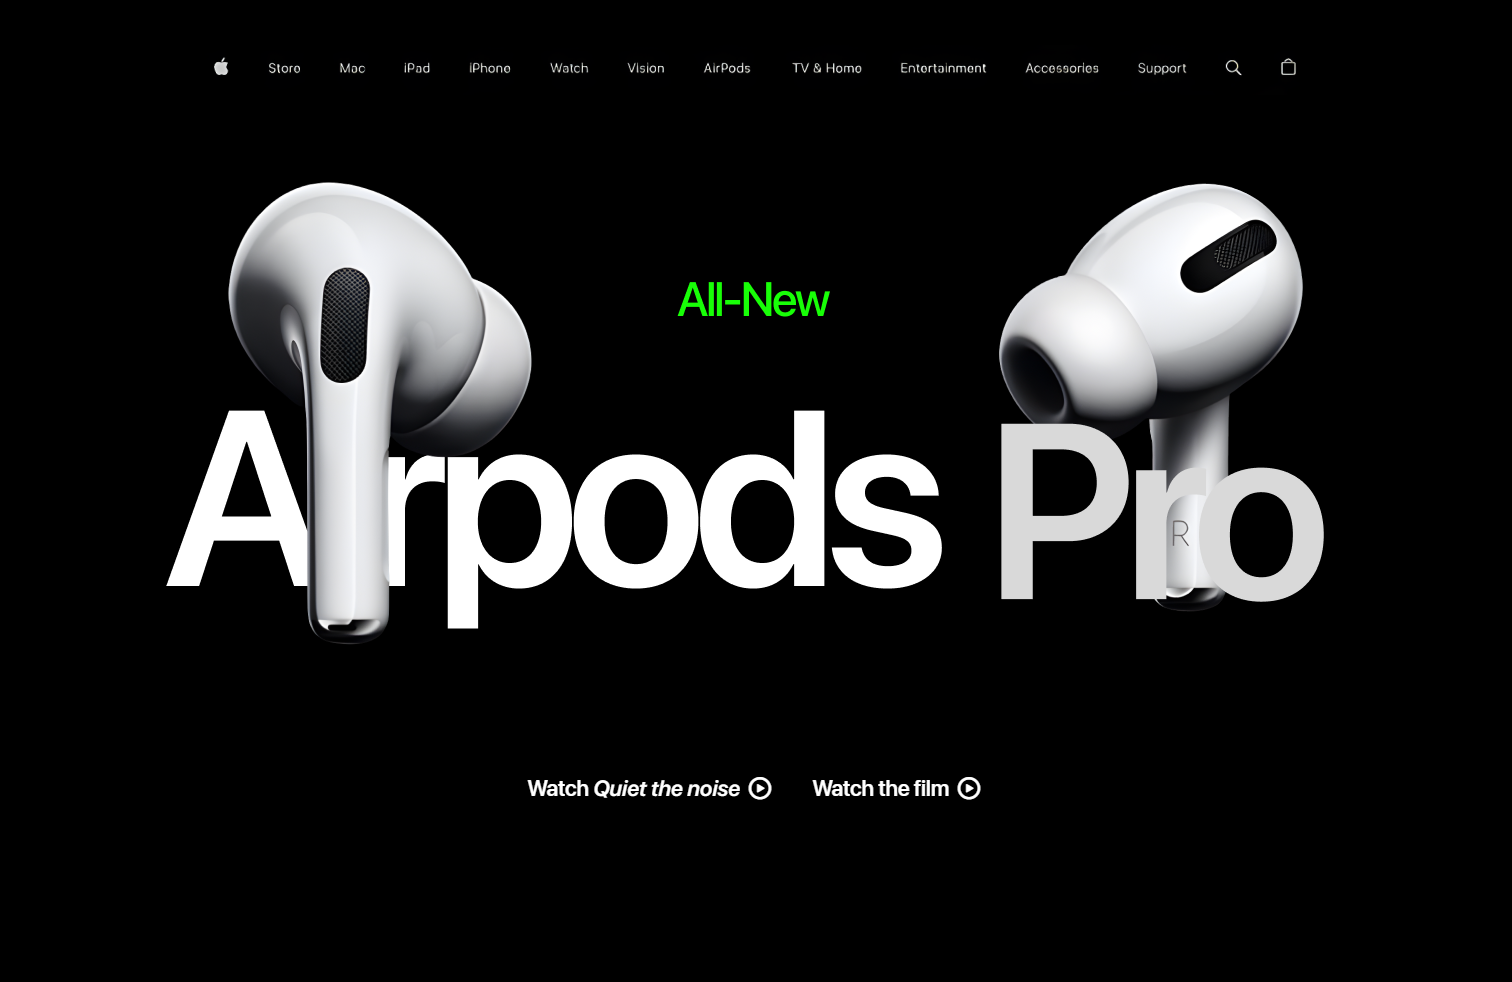 Store Mac iPad iPhone Watch Vision AirPods TV & Home Entertainment Accessories Support
All-New
Arpods Pro
R
Watch Quiet the noise Watch the film